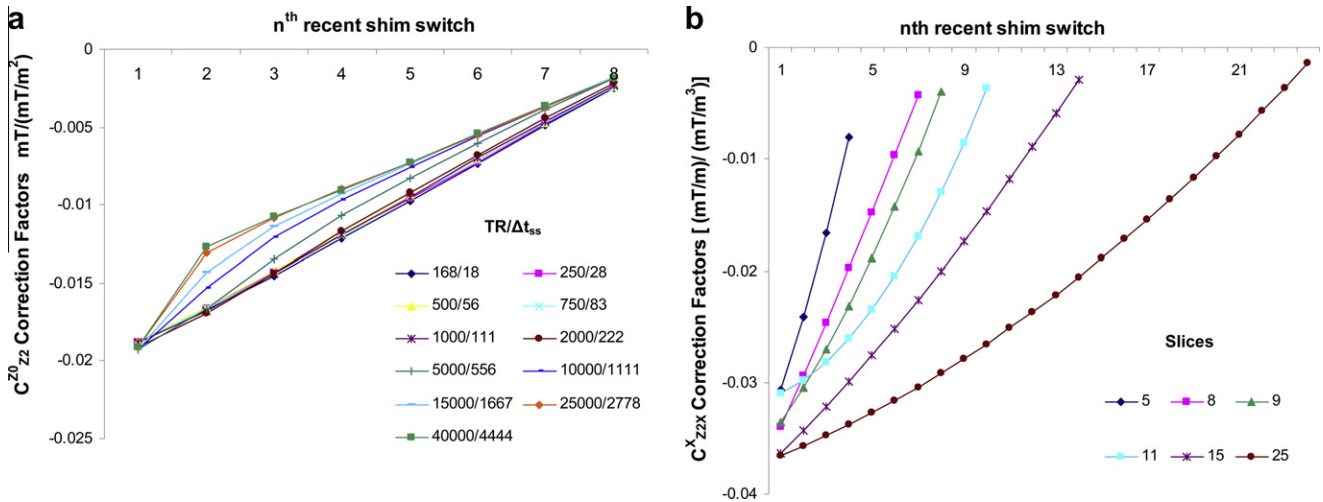 a
n^th recent shim switch
0
1 2 3 4 5 6 7 8
-0.005
-0.01
-0.015
-0.02
-0.025
C^Z0_Z2 Correction Factors mT/(mT/m²)
TR/Δt_ss
168/18 250/28
500/56 750/83
1000/111 2000/222
5000/556 10000/1111
15000/1667 25000/2778
40000/4444
b
nth recent shim switch
0
1 5 9 13 17 21
-0.01
-0.02
-0.03
-0.04
C^X_Z2X Correction Factors [ (mT/m)/ (mT/m³)]
Slices
5 8 9
11 15 25